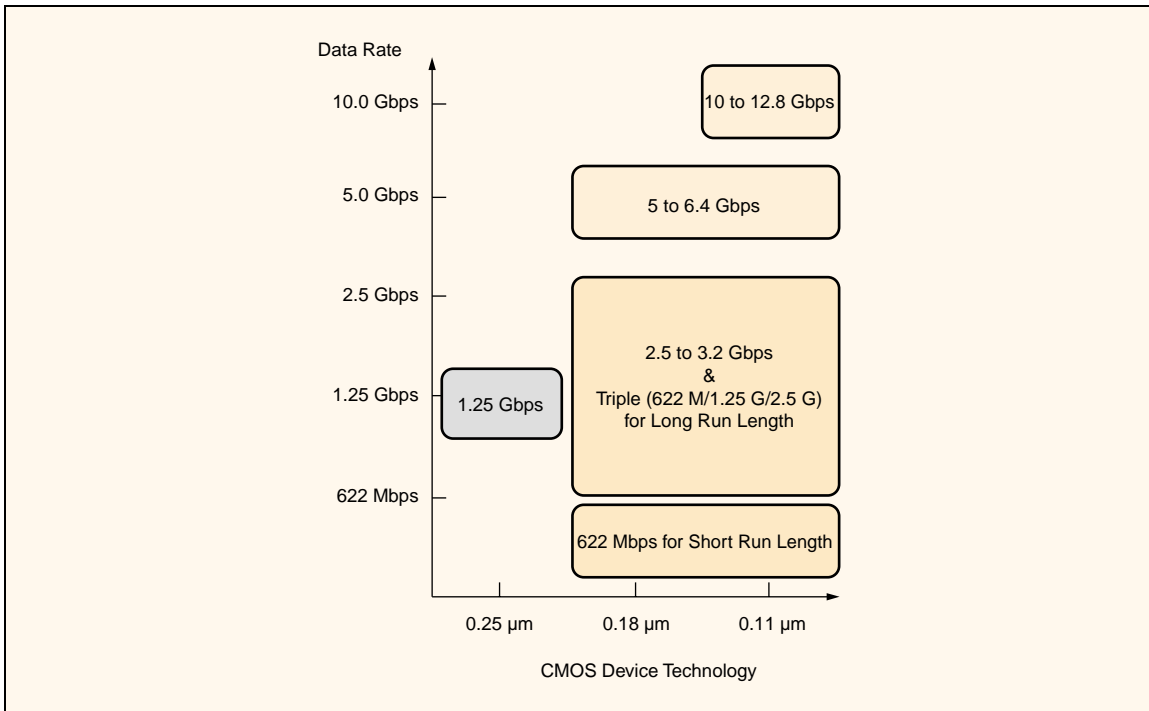 Data Rate
10.0 Gbps
10 to 12.8 Gbps
5.0 Gbps
5 to 6.4 Gbps
2.5 Gbps
2.5 to 3.2 Gbps
&
Triple (622 M/1.25 G/2.5 G)
for Long Run Length
1.25 Gbps
1.25 Gbps
622 Mbps
622 Mbps for Short Run Length
0.25 µm
0.18 µm
0.11 µm
CMOS Device Technology